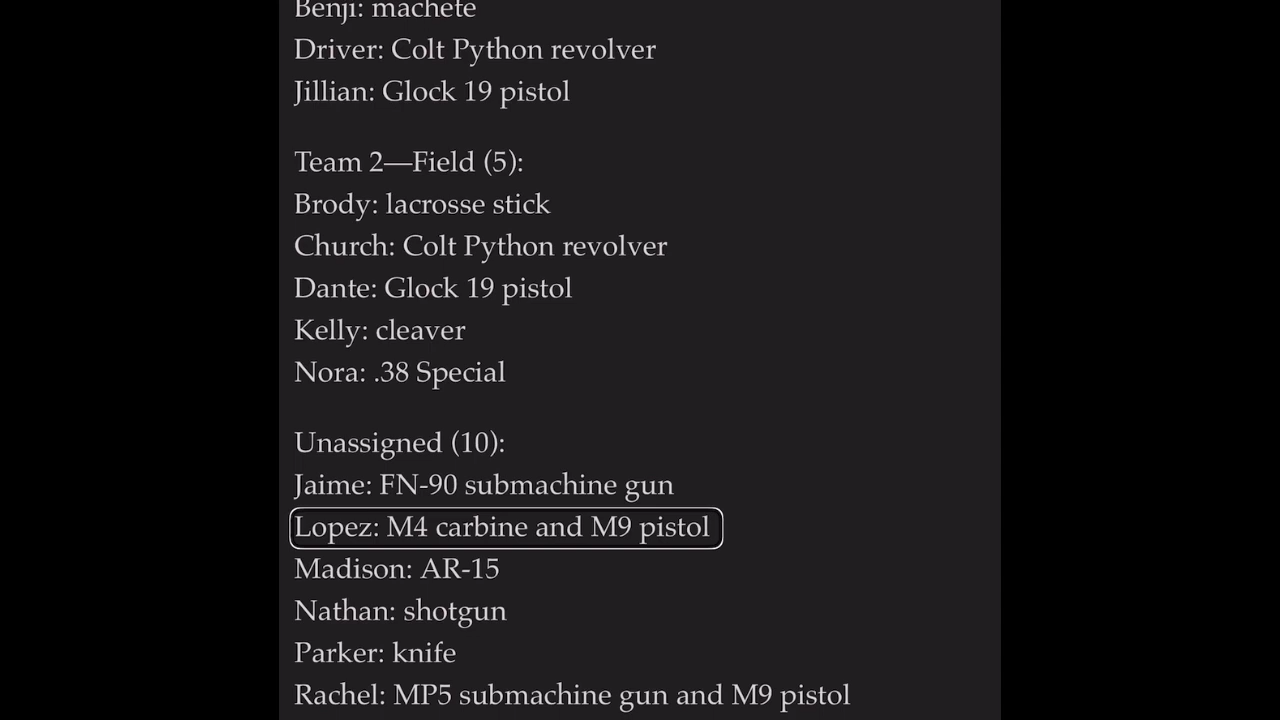 Benji: machete
Driver: Colt Python revolver
Jillian: Glock 19 pistol
Team 2—Field (5):
Brody: lacrosse stick
Church: Colt Python revolver
Dante: Glock 19 pistol
Kelly: cleaver
Nora: .38 Special
Unassigned (10):
Jaime: FN-90 submachine gun
Lopez: M4 carbine and M9 pistol
Madison: AR-15
Nathan: shotgun
Parker: knife
Rachel: MP5 submachine gun and M9 pistol